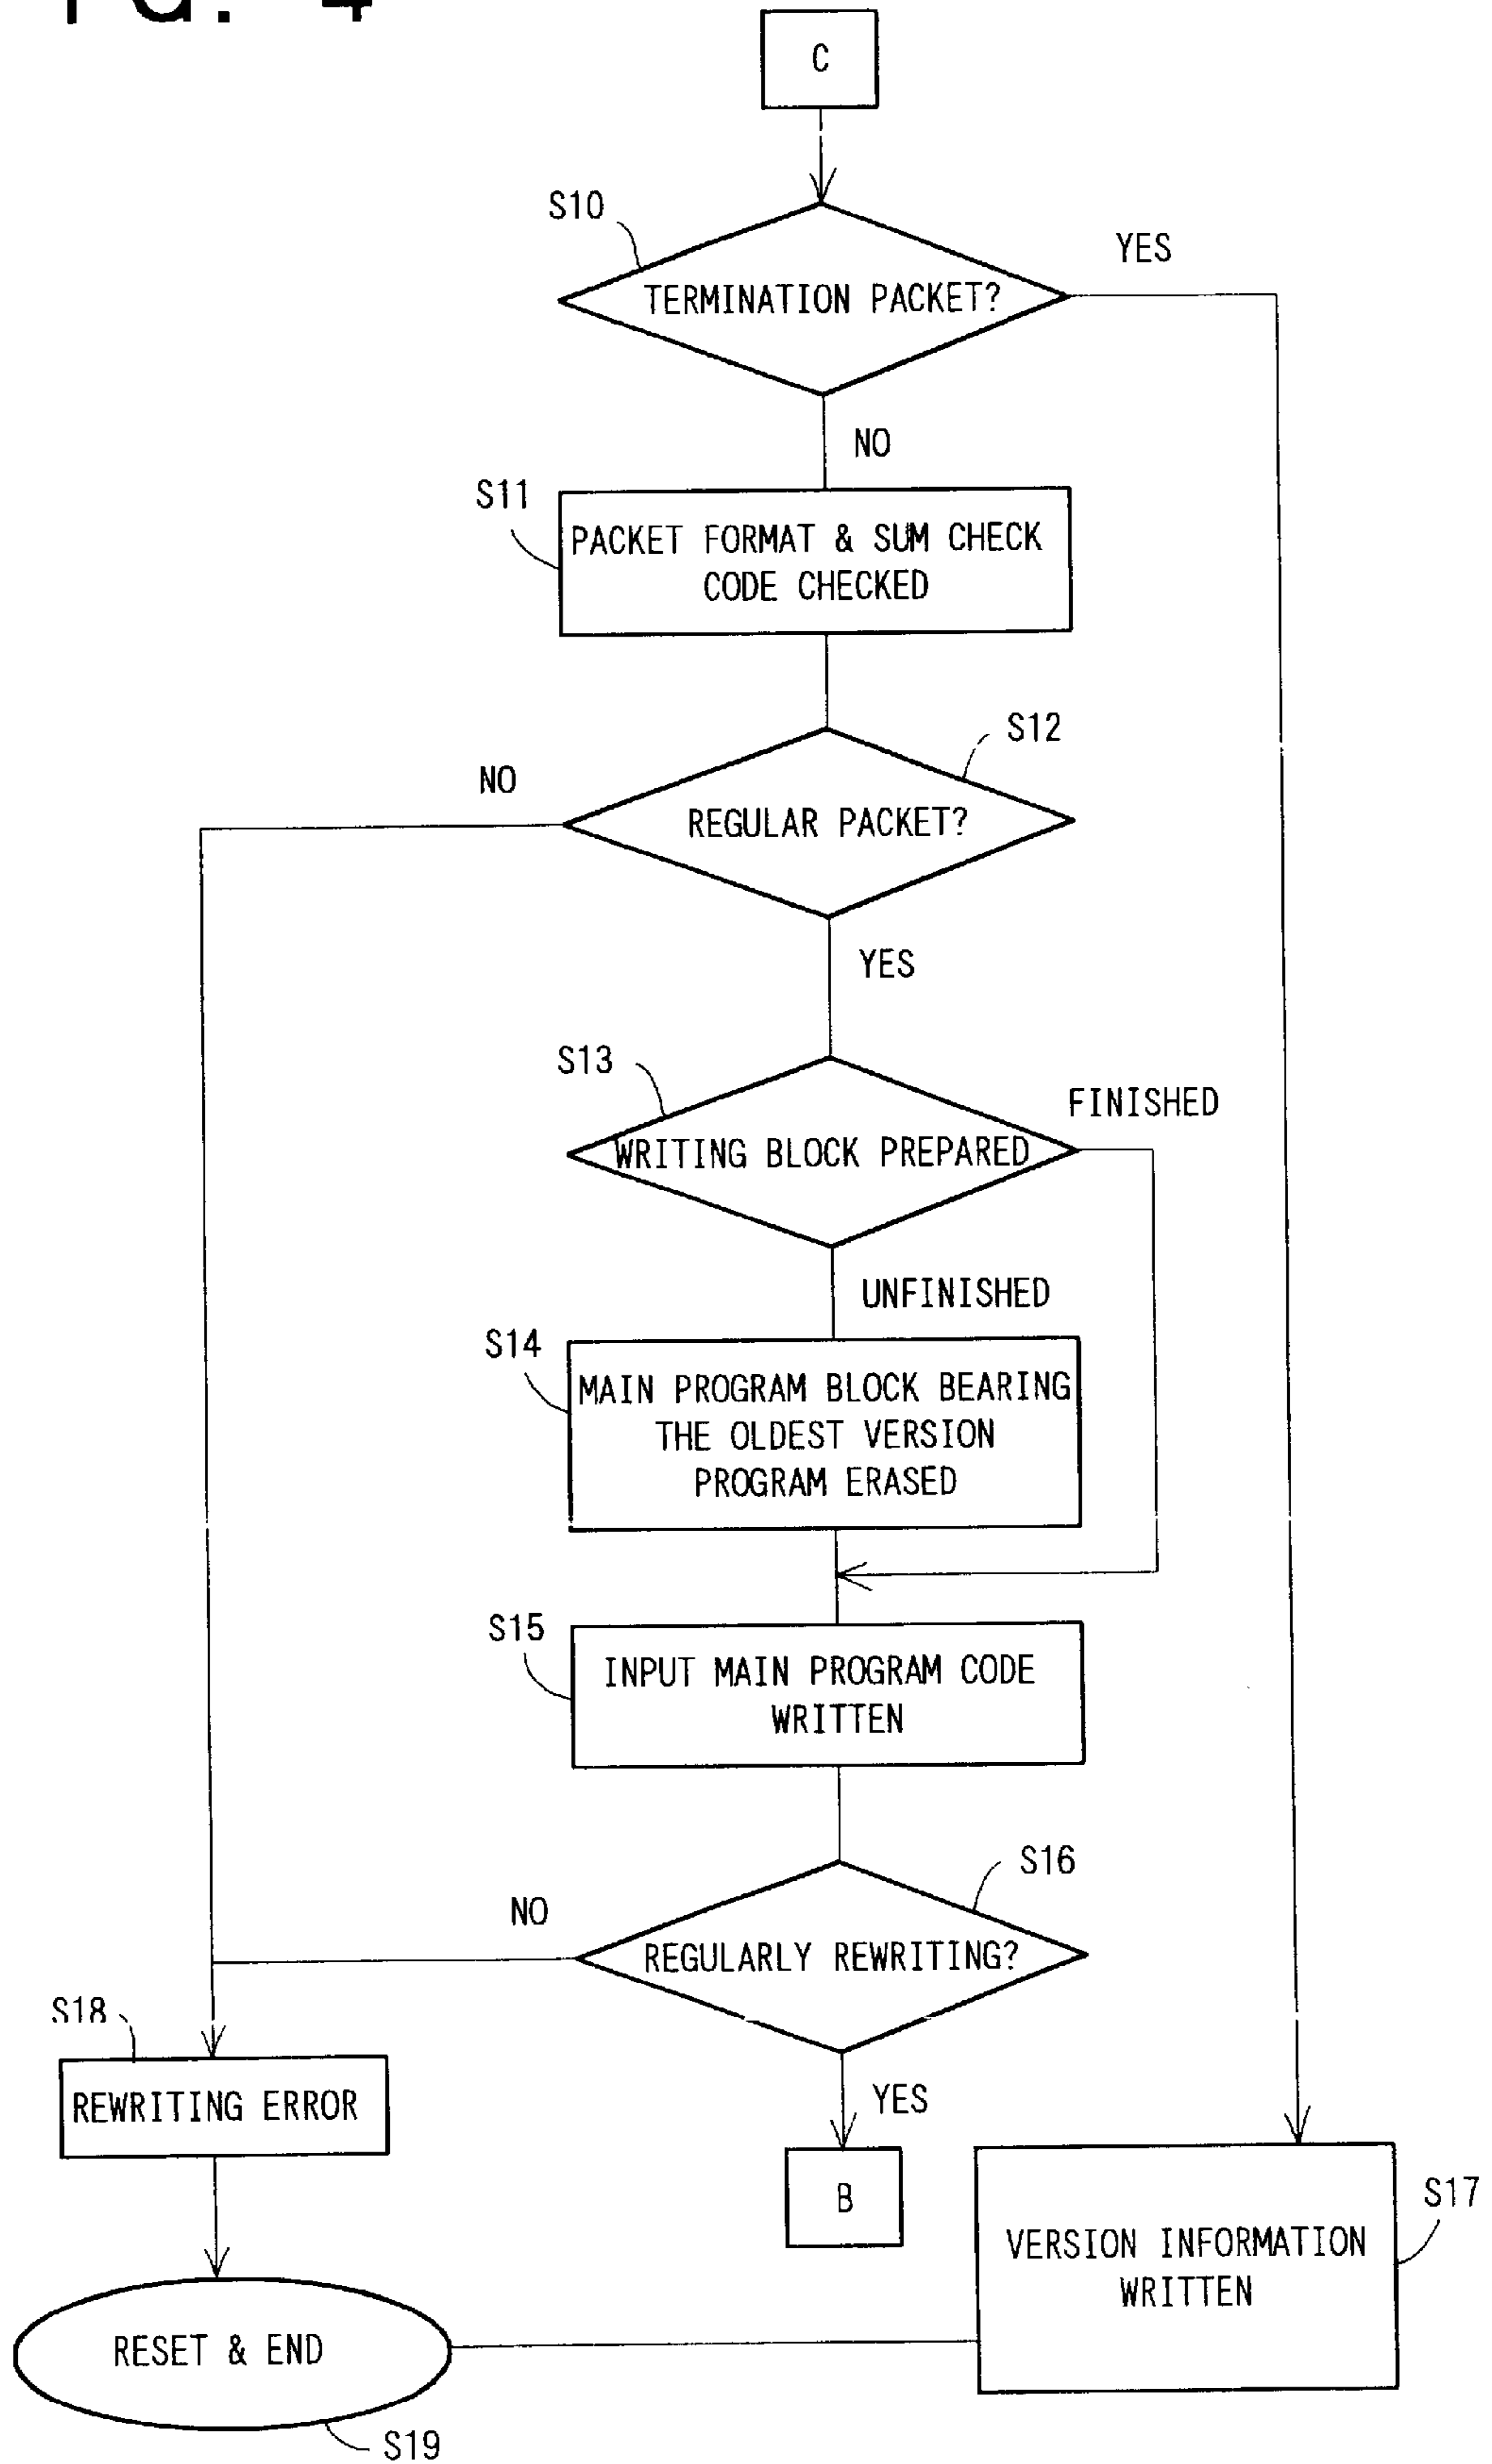 FG. 4
C
S10
YES
TERMINATION PACKET?
NO
S11
PACKET FORMAT & SUM CHECK
CODE CHECKED
S12
NO
REGULAR PACKET?
YES
S13
FINISHED
WRITING BLOCK PREPARED
UNFINISHED
S14
MAIN PROGRAM BLOCK BEARING
THE OLDEST VERSION
PROGRAM ERASED
S15
INPUT MAIN PROGRAM CODE
WRITTEN
S16
NO
REGULARLY REWRITING?
S18
REWRITING ERROR
YES
B
S17
VERSION INFORMATION
WRITTEN
RESET & END
S19